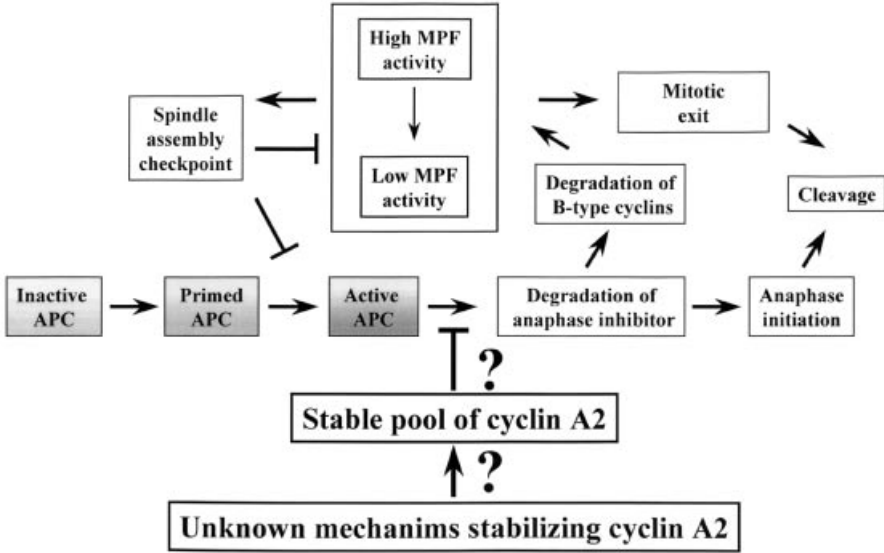 High MPF
activity
Low MPF
activity
Spindle
assembly
checkpoint
Mitotic
exit
Degradation of
B-type cyclins
Cleavage
Inactive
APC
Primed
APC
Active
APC
Degradation of
anaphase inhibitor
Anaphase
initiation
?
Stable pool of cyclin A2
?
Unknown mechanims stabilizing cyclin A2